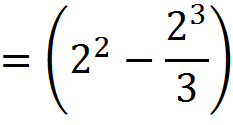 = (2² − 2³/3)